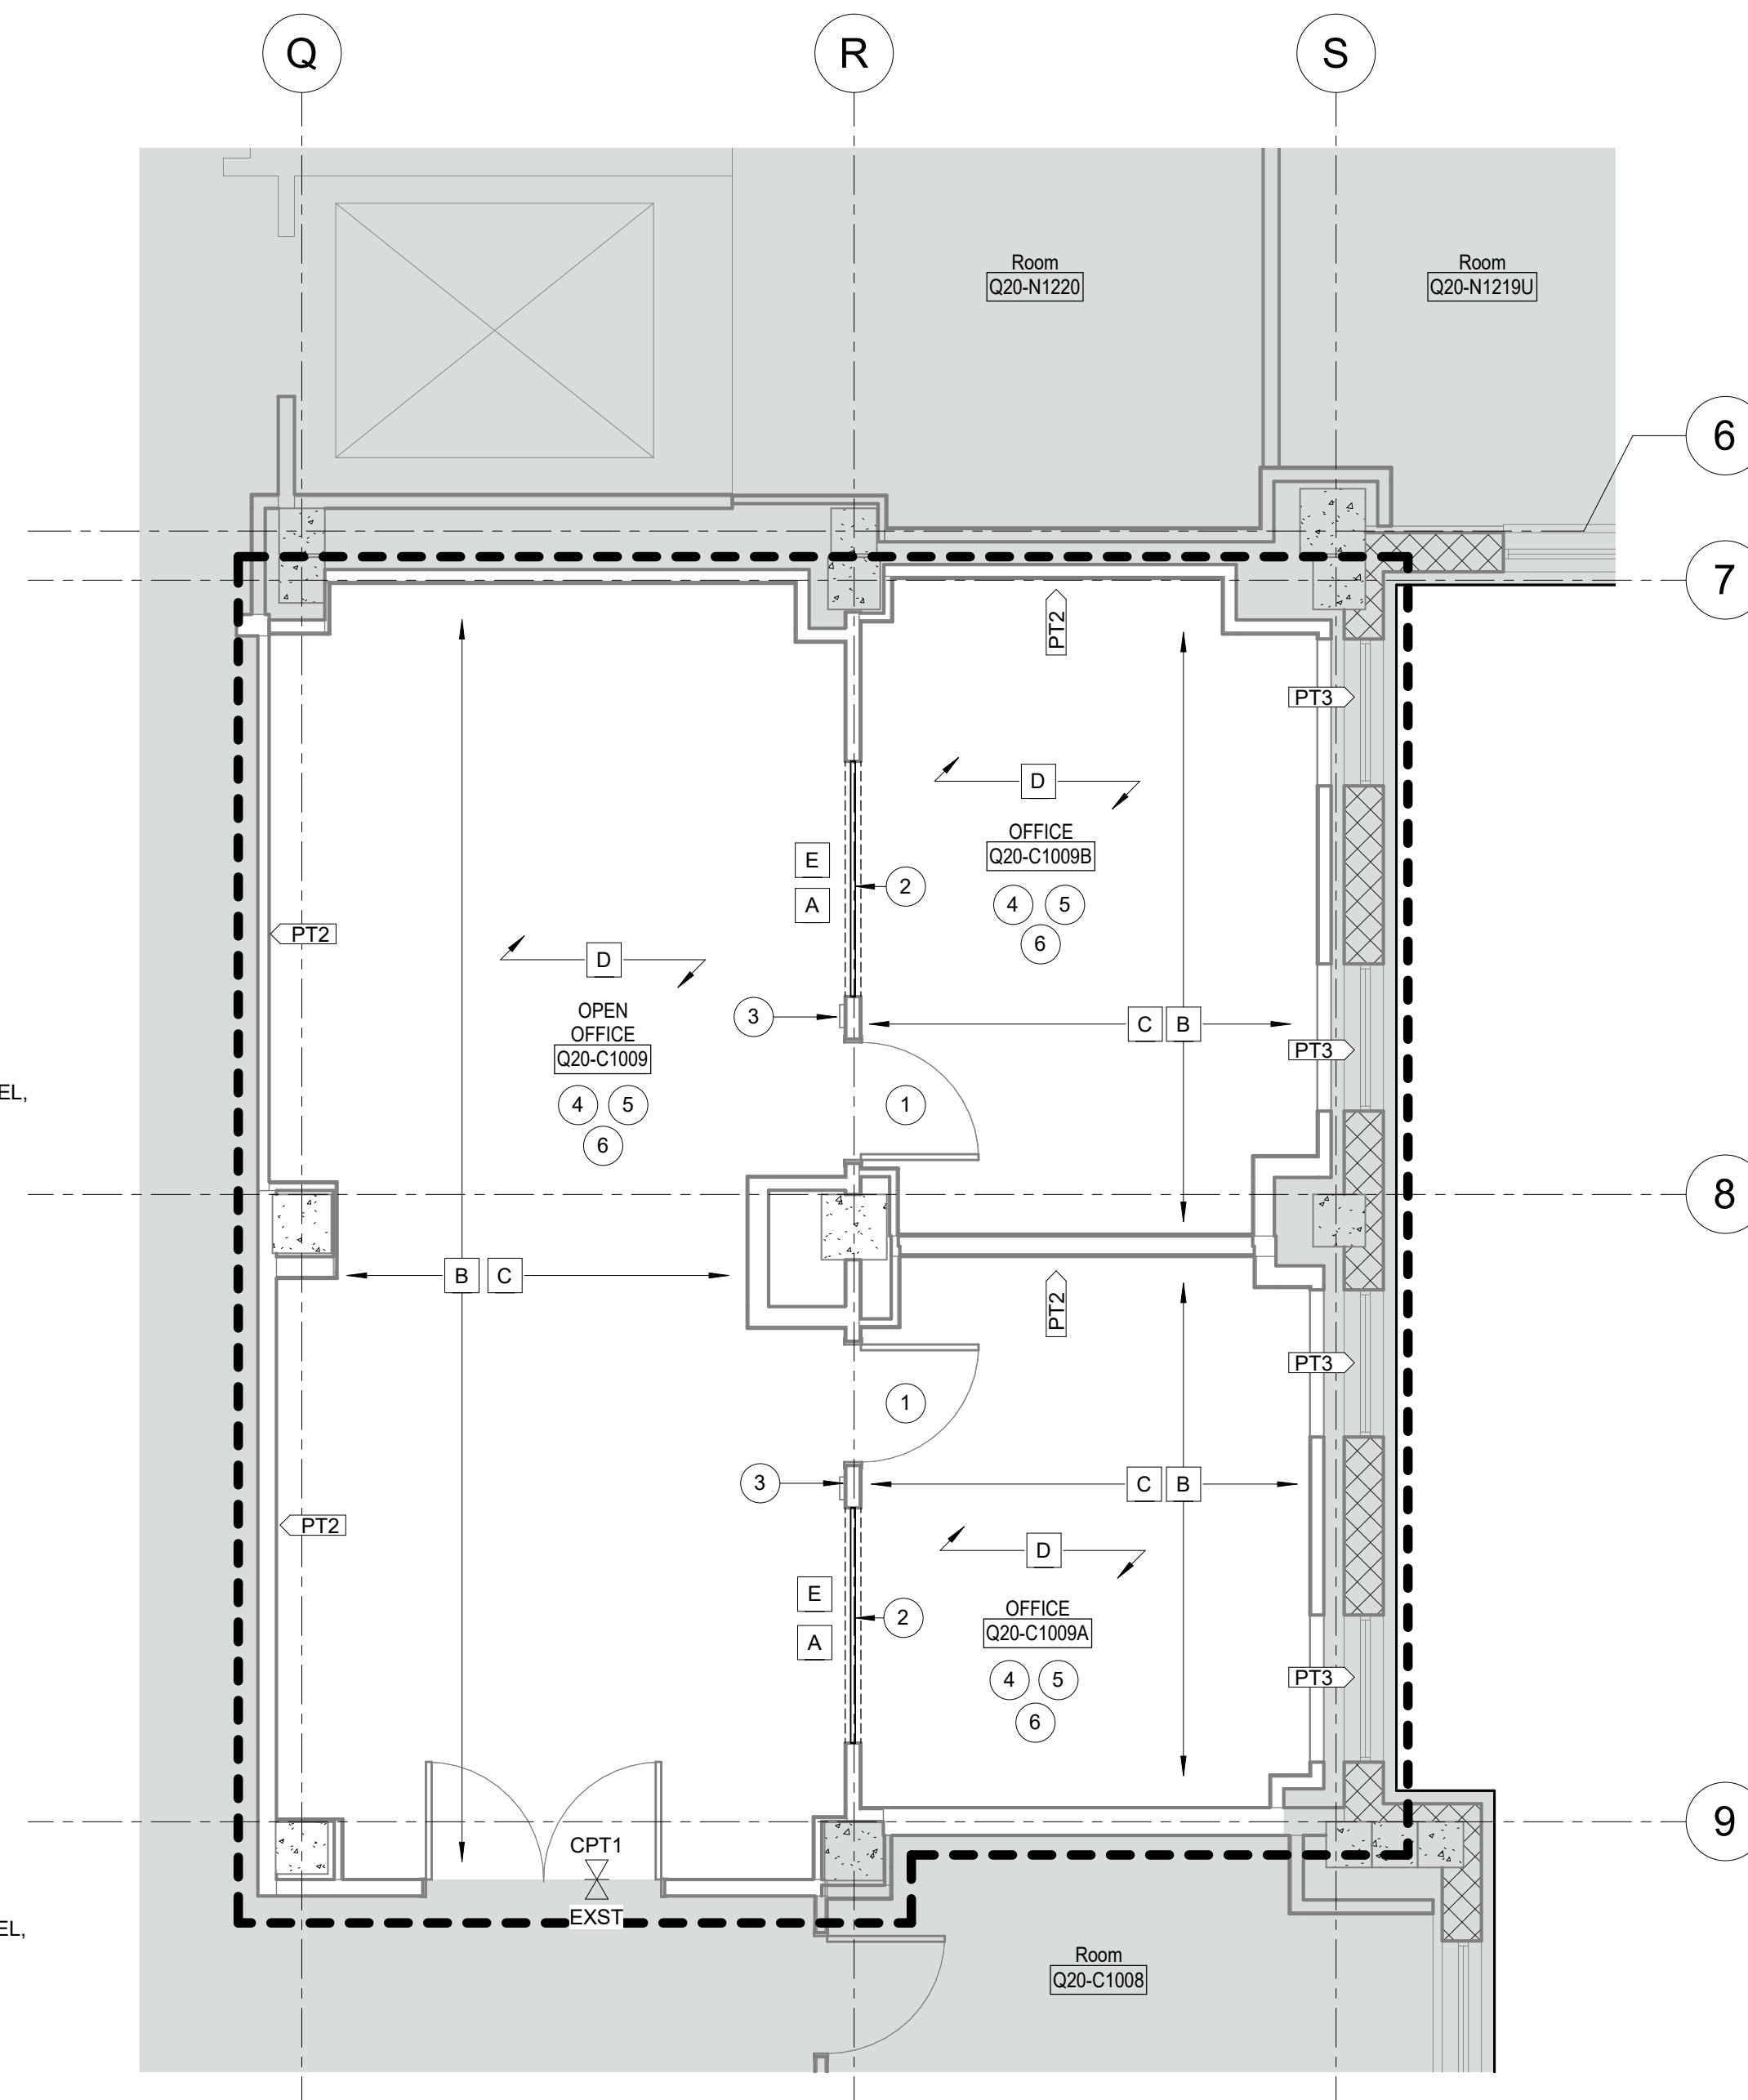 Q
R
S
Room
Q20-N1220
Room
Q20-N1219U
6
7
PT2
PT3
D
OFFICE
Q20-C1009B
4 5
6
E
A
2
PT2
D
OPEN
OFFICE
Q20-C1009
4 5
6
3
C B
PT3
EL,
1
8
B C
PT2
PT3
1
3
C B
PT2
D
E
A
2
OFFICE
Q20-C1009A
4 5
6
PT3
9
CPT1
EXST
EL,
Room
Q20-C1008